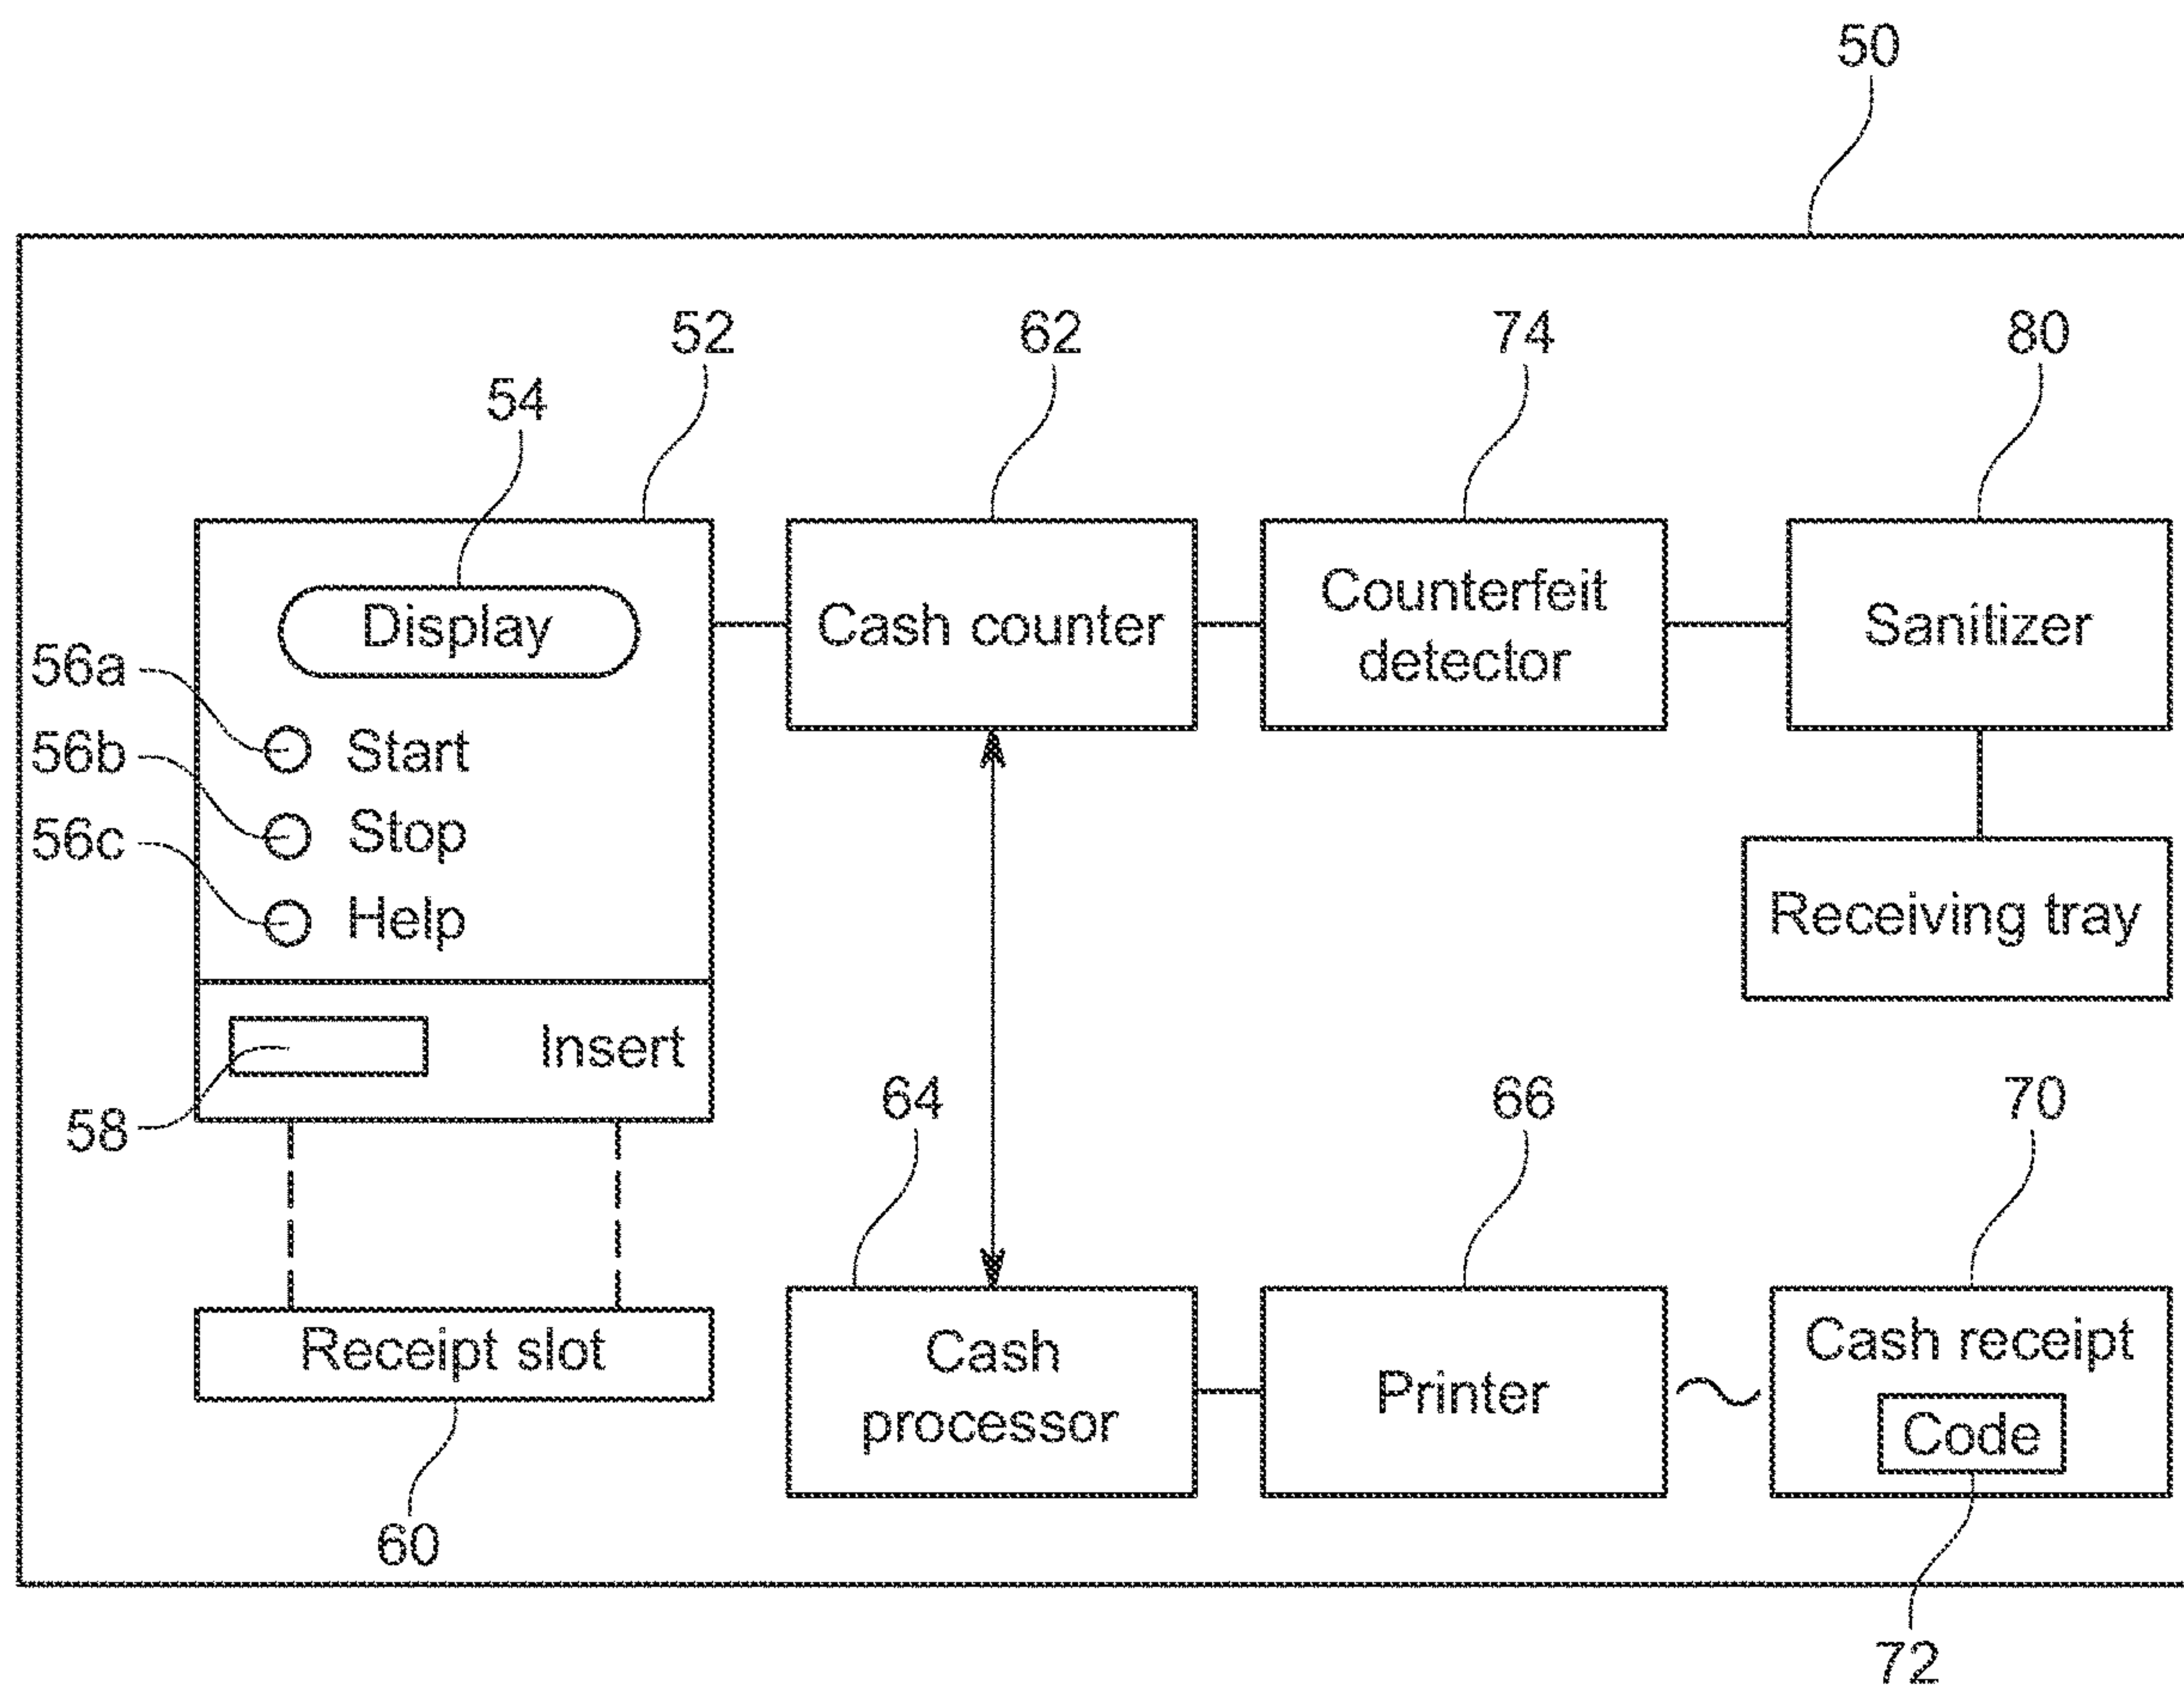 50
52
62
74
80
54
Display
Cash counter
Counterfeit
detector
Sanitizer
56a
Start
56b
Stop
56c
Help
Receiving tray
Insert
58
64
66
70
Receipt slot
Cash
processor
Printer
Cash receipt
Code
60
72